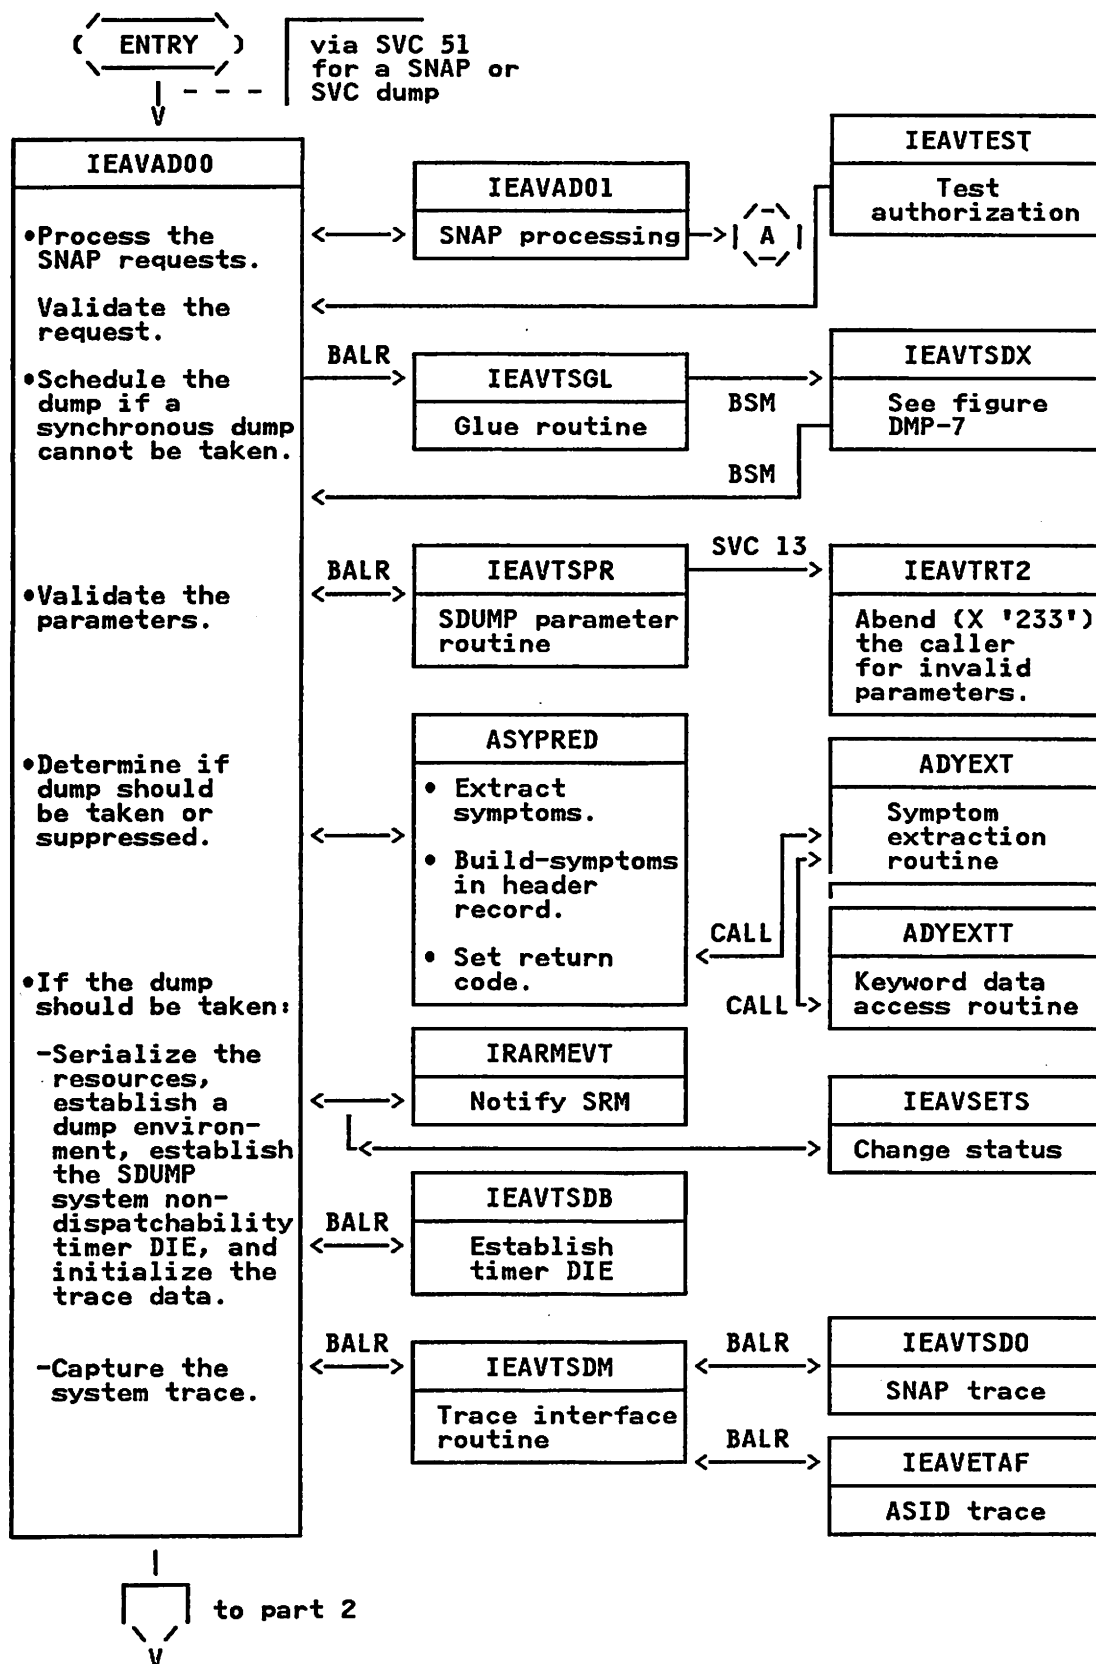 ENTRY
via SVC 51
for a SNAP or
SVC dump
IEAVAD00
•Process the
SNAP requests.
Validate the
request.
•Schedule the
dump if a
synchronous dump
cannot be taken.
•Validate the
parameters.
•Determine if
dump should
be taken or
suppressed.
•If the dump
should be taken:
-Serialize the
resources,
establish a
dump environ-
ment, establish
the SDUMP
system non-
dispatchability
timer DIE, and
initialize the
trace data.
-Capture the
system trace.
IEAVAD01
SNAP processing
A
IEAVTEST
Test
authorization
BALR
IEAVTSGL
Glue routine
BSM
IEAVTSDX
See figure
DMP-7
BSM
BALR
IEAVTSPR
SDUMP parameter
routine
SVC 13
IEAVTRT2
Abend (X '233')
the caller
for invalid
parameters.
ASYPRED
• Extract
symptoms.
• Build-symptoms
in header
record.
• Set return
code.
CALL
ADYEXT
Symptom
extraction
routine
CALL
ADYEXTT
Keyword data
access routine
IRARMEVT
Notify SRM
IEAVSETS
Change status
BALR
IEAVTSDB
Establish
timer DIE
BALR
IEAVTSDM
Trace interface
routine
BALR
IEAVTSDO
SNAP trace
BALR
IEAVETAF
ASID trace
to part 2